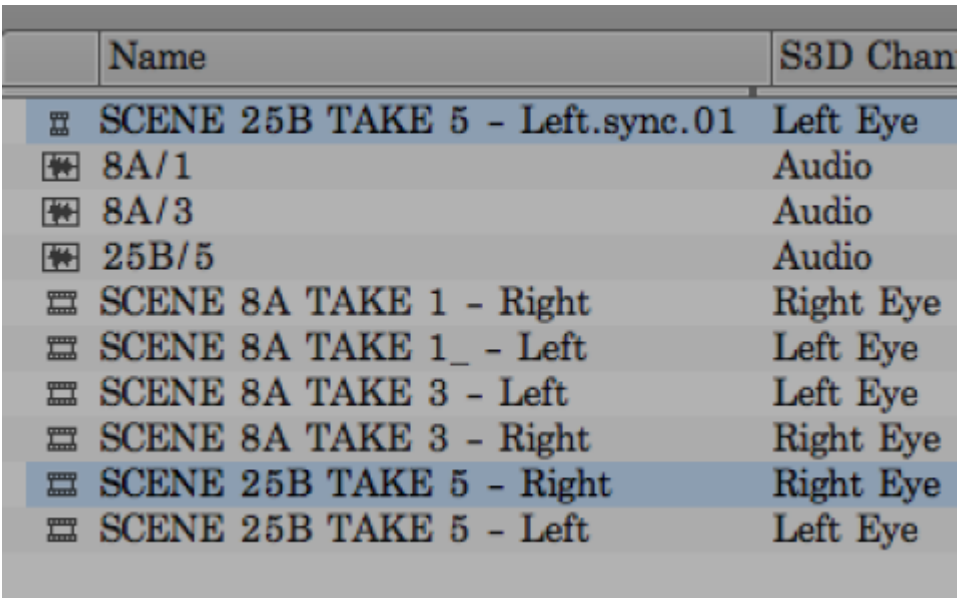 Name S3D Chan
SCENE 25B TAKE 5 - Left.sync.01 Left Eye
8A/1 Audio
8A/3 Audio
25B/5 Audio
SCENE 8A TAKE 1 - Right Right Eye
SCENE 8A TAKE 1_ - Left Left Eye
SCENE 8A TAKE 3 - Left Left Eye
SCENE 8A TAKE 3 - Right Right Eye
SCENE 25B TAKE 5 - Right Right Eye
SCENE 25B TAKE 5 - Left Left Eye